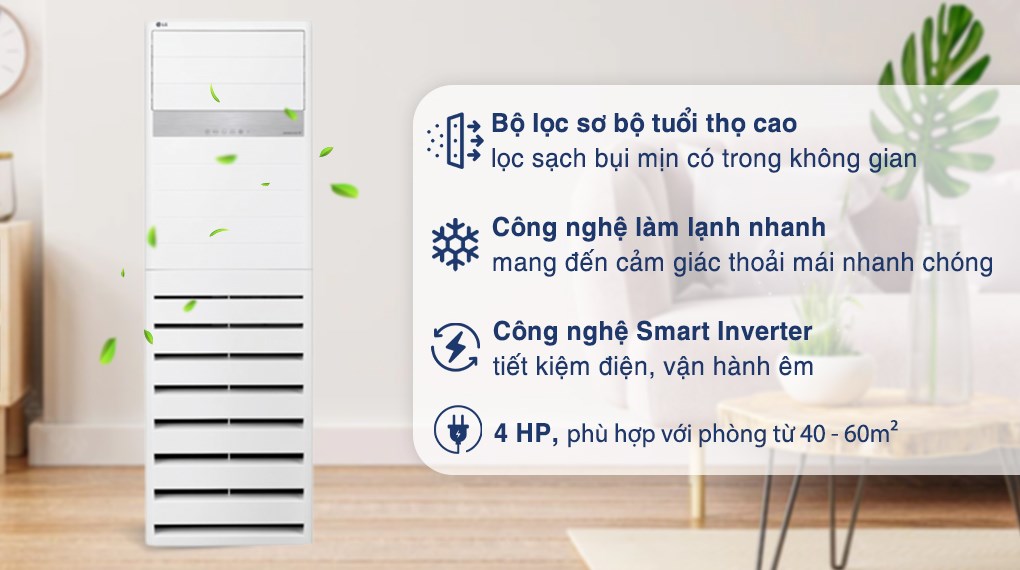 LG
Bộ lọc sơ bộ tuổi thọ cao
lọc sạch bụi mịn có trong không gian
Công nghệ làm lạnh nhanh
mang đến cảm giác thoải mái nhanh chóng
Công nghệ Smart Inverter
tiết kiệm điện, vận hành êm
4 HP, phù hợp với phòng từ 40 - 60m²